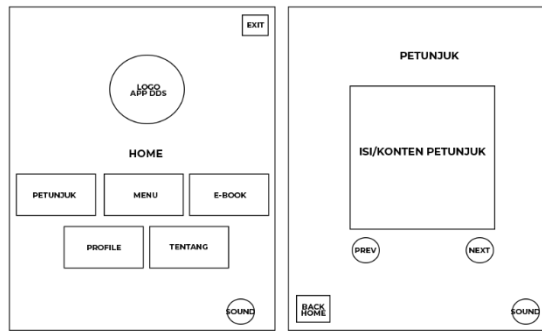 EXIT
LOGO
APP DDS
HOME
PETUNJUK
MENU
E-BOOK
PROFILE
TENTANG
SOUND
PETUNJUK
ISI/KONTEN PETUNJUK
PREV
NEXT
BACK
HOME
SOUND